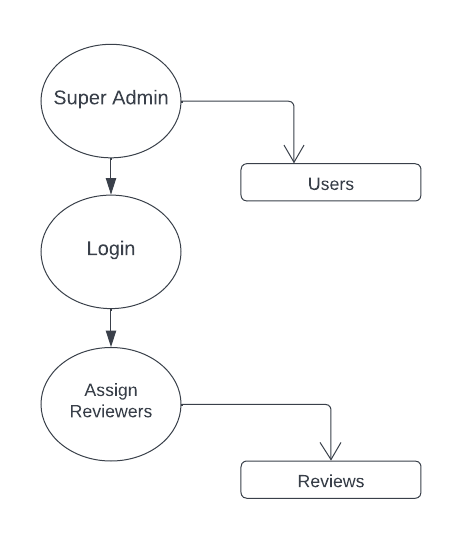 Super Admin
Users
Login
Assign
Reviewers
Reviews